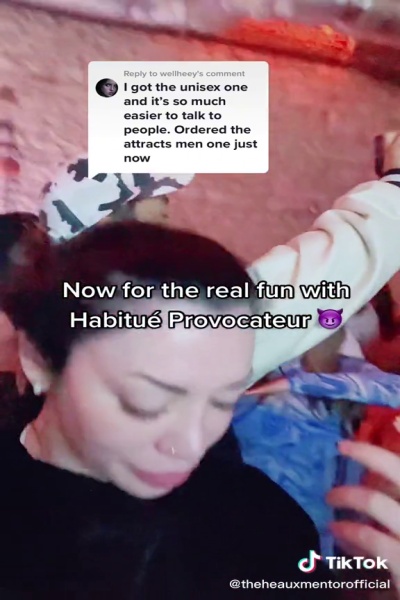 Reply to wellheey's comment
I got the unisex one
and it's so much
easier to talk to
people. Ordered the
attracts men one just
now
Now for the real fun with
Habitué Provocateur 😈
TikTok
@theheauxmentorofficial